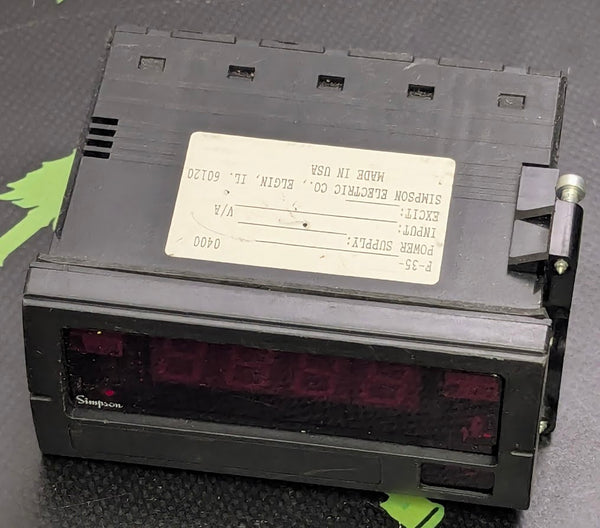 F-35-
POWER SUPPLY: 0400
INPUT: V/A
EXCIT:
SIMPSON ELECTRIC CO., ELGIN, IL. 60120
MADE IN USA
Simpson